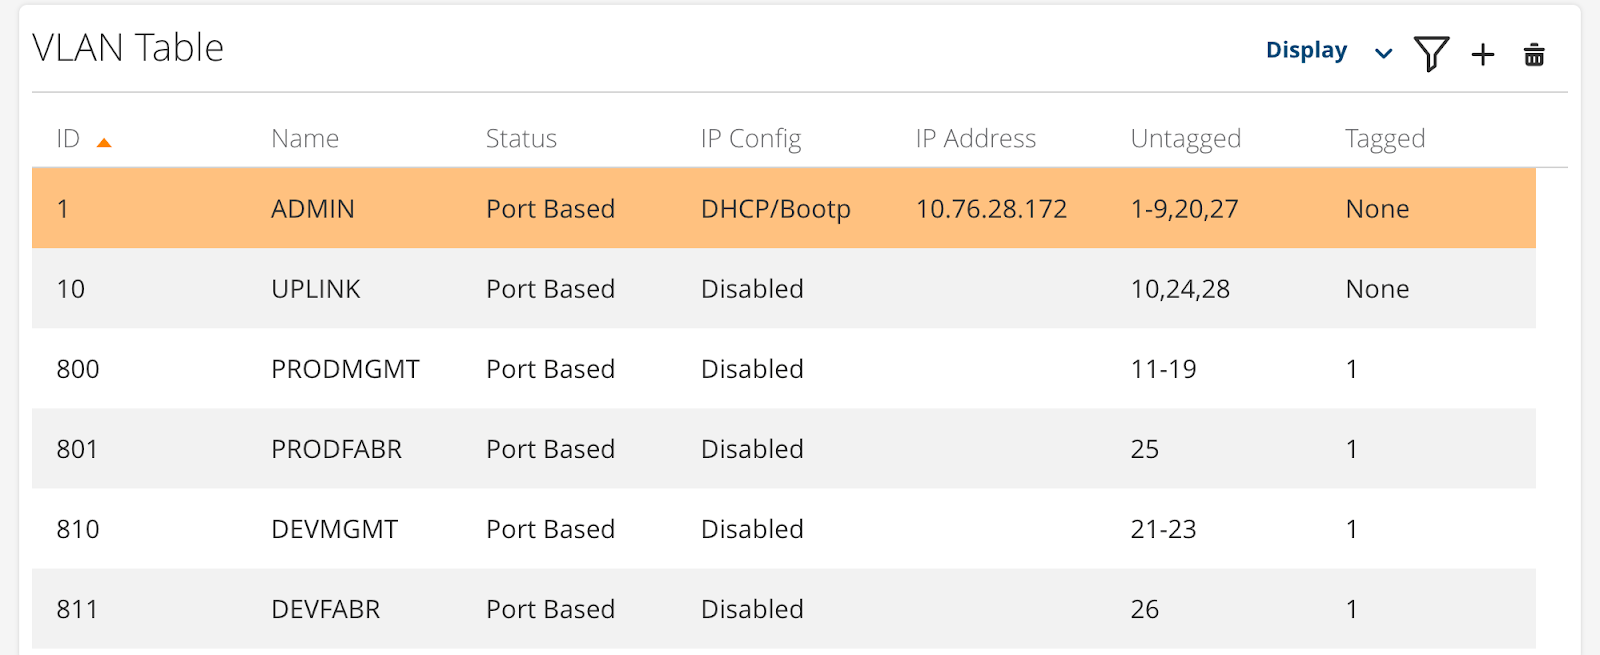 VLAN Table
Display
ID Name Status IP Config IP Address Untagged Tagged
1 ADMIN Port Based DHCP/Bootp 10.76.28.172 1-9,20,27 None
10 UPLINK Port Based Disabled 10,24,28 None
800 PRODMGMT Port Based Disabled 11-19 1
801 PRODFABR Port Based Disabled 25 1
810 DEVMGMT Port Based Disabled 21-23 1
811 DEVFABR Port Based Disabled 26 1